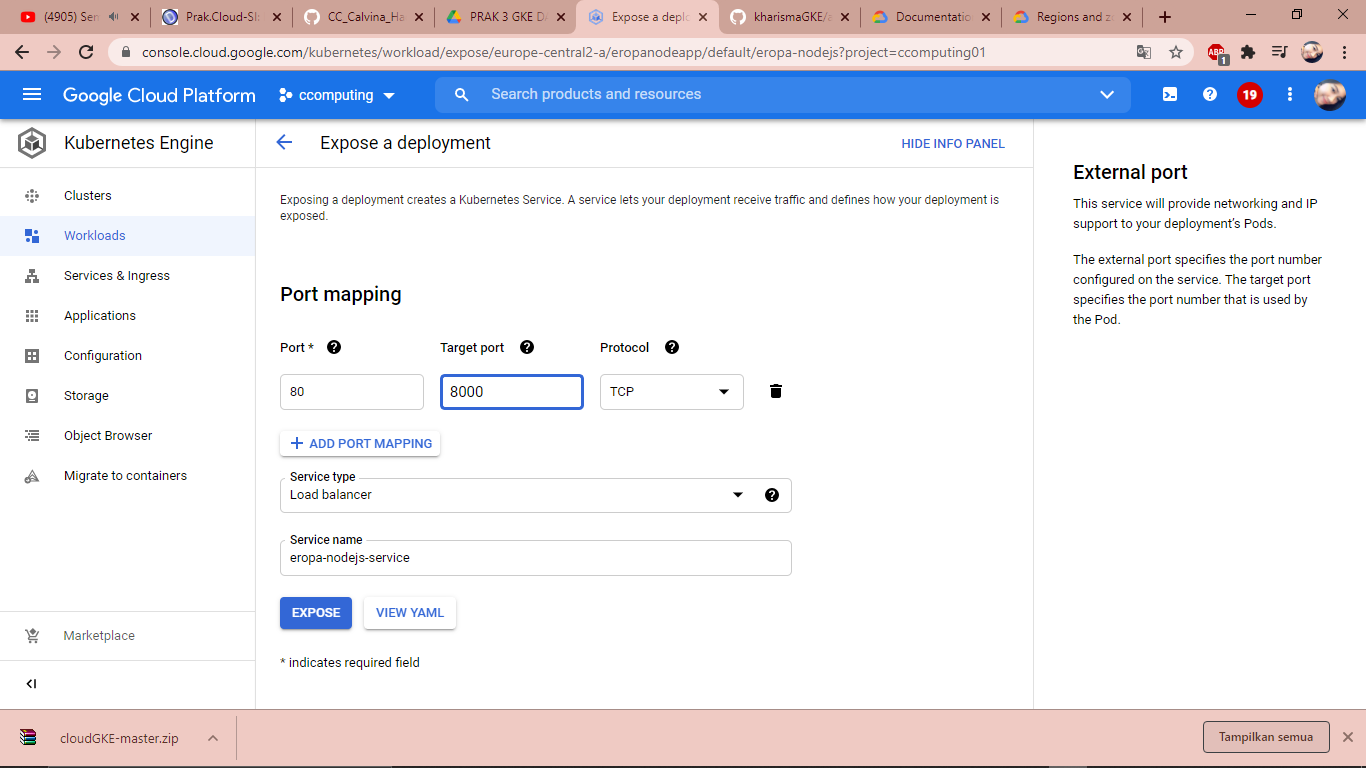 (4905) Sen
Prak.Cloud-Sl
CC_Calvina_Ha
PRAK 3 GKE D
Expose a deplo
kharismaGKE/a
Documentatio
Regions and zo
console.cloud.google.com/kubernetes/workload/expose/europe-central2-a/eropanodeapp/default/eropa-nodejs?project=ccomputing01
ABP
1
Google Cloud Platform
ccomputing
Search products and resources
19
Kubernetes Engine
Clusters
Workloads
Services & Ingress
Applications
Configuration
Storage
Object Browser
Migrate to containers
Marketplace
Expose a deployment
HIDE INFO PANEL
Exposing a deployment creates a Kubernetes Service. A service lets your deployment receive traffic and defines how your deployment is
exposed.
Port mapping
Port *
Target port
Protocol
80
8000
TCP
ADD PORT MAPPING
Service type
Load balancer
Service name
eropa-nodejs-service
EXPOSE
VIEW YAML
* indicates required field
External port
This service will provide networking and IP
support to your deployment's Pods.
The external port specifies the port number
configured on the service. The target port
specifies the port number that is used by
the Pod.
cloudGKE-master.zip
Tampilkan semua